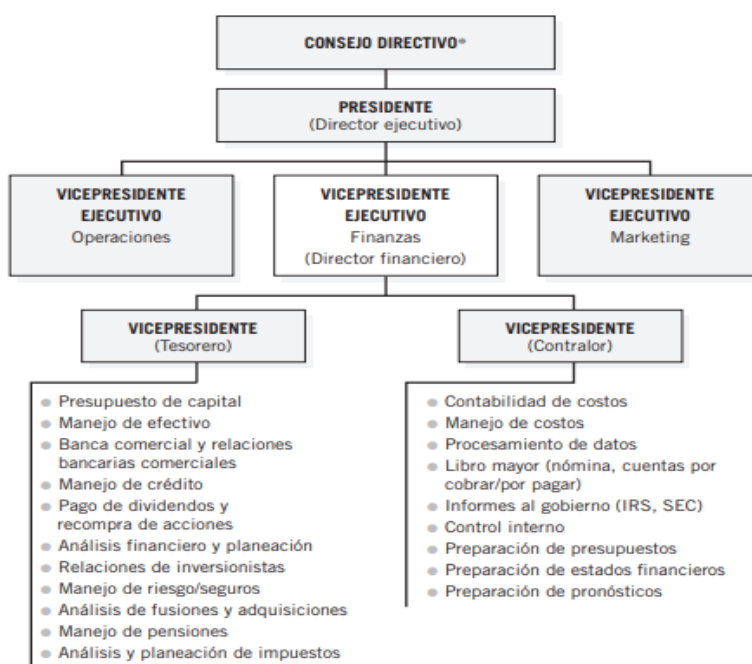 CONSEJO DIRECTIVO*
PRESIDENTE
(Director ejecutivo)
VICEPRESIDENTE
EJECUTIVO
Operaciones
VICEPRESIDENTE
EJECUTIVO
Finanzas
(Director financiero)
VICEPRESIDENTE
EJECUTIVO
Marketing
VICEPRESIDENTE
(Tesorero)
Presupuesto de capital
Manejo de efectivo
Banca comercial y relaciones
bancarias comerciales
Manejo de crédito
Pago de dividendos y
recompra de acciones
Análisis financiero y planeación
Relaciones de inversionistas
Manejo de riesgo/seguros
Análisis de fusiones y adquisiciones
Manejo de pensiones
Análisis y planeación de impuestos
VICEPRESIDENTE
(Contralor)
Contabilidad de costos
Manejo de costos
Procesamiento de datos
Libro mayor (nómina, cuentas por
cobrar/por pagar)
Informes al gobierno (IRS, SEC)
Control interno
Preparación de presupuestos
Preparación de estados financieros
Preparación de pronósticos